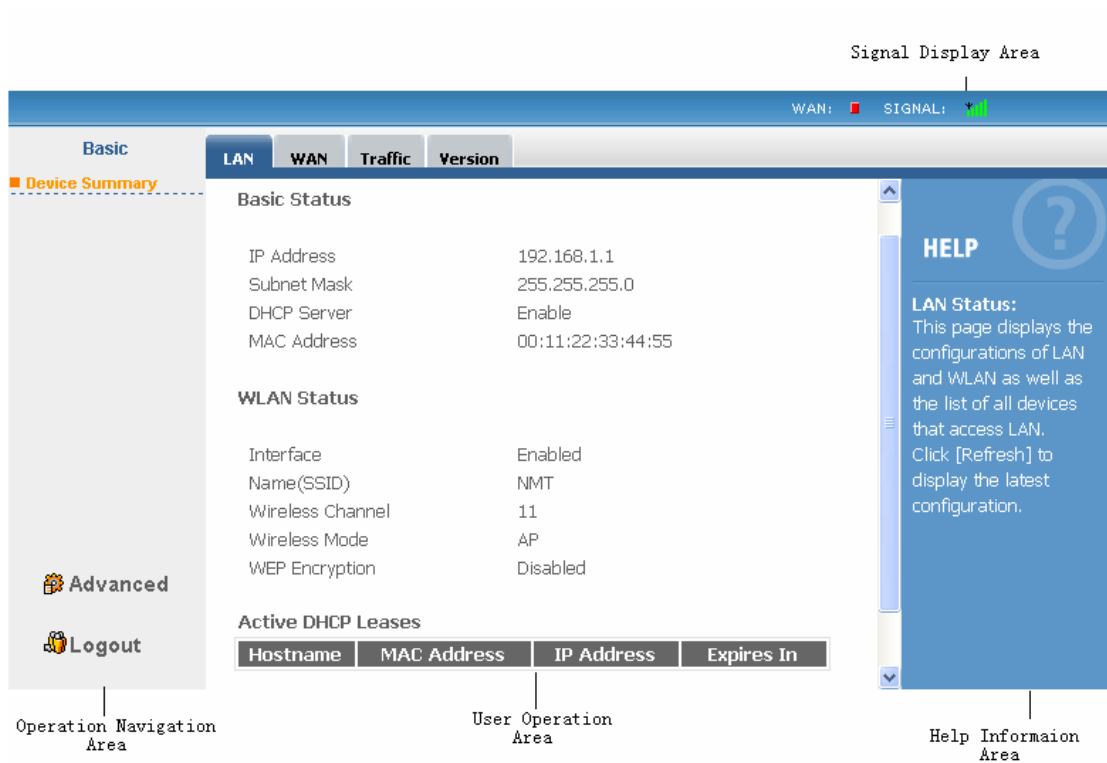 Signal Display Area
WAN: SIGNAL:
Basic
Device Summary
LAN WAN Traffic Version
Basic Status
IP Address 192.168.1.1
Subnet Mask 255.255.255.0
DHCP Server Enable
MAC Address 00:11:22:33:44:55
WLAN Status
Interface Enabled
Name(SSID) NMT
Wireless Channel 11
Wireless Mode AP
WEP Encryption Disabled
Active DHCP Leases
Hostname MAC Address IP Address Expires In
Advanced
Logout
?
HELP
LAN Status:
This page displays the
configurations of LAN
and WLAN as well as
the list of all devices
that access LAN.
Click [Refresh] to
display the latest
configuration.
Operation Navigation
Area
User Operation
Area
Help Informaion
Area